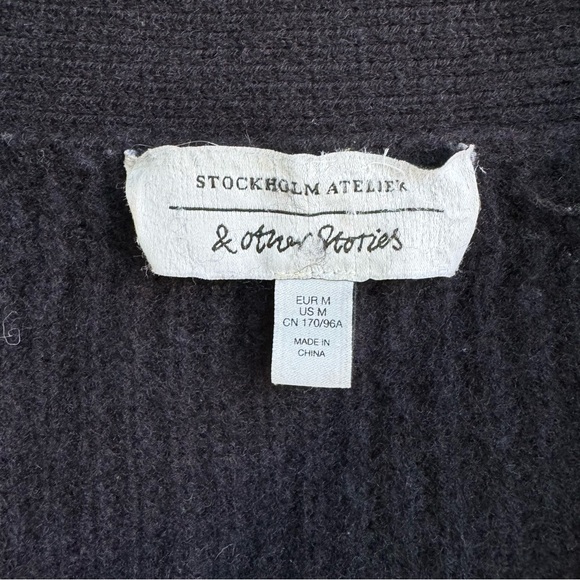 STOCKHOLM ATELIER
& other Stories
EUR M
US M
CN 170/96A
MADE IN
CHINA